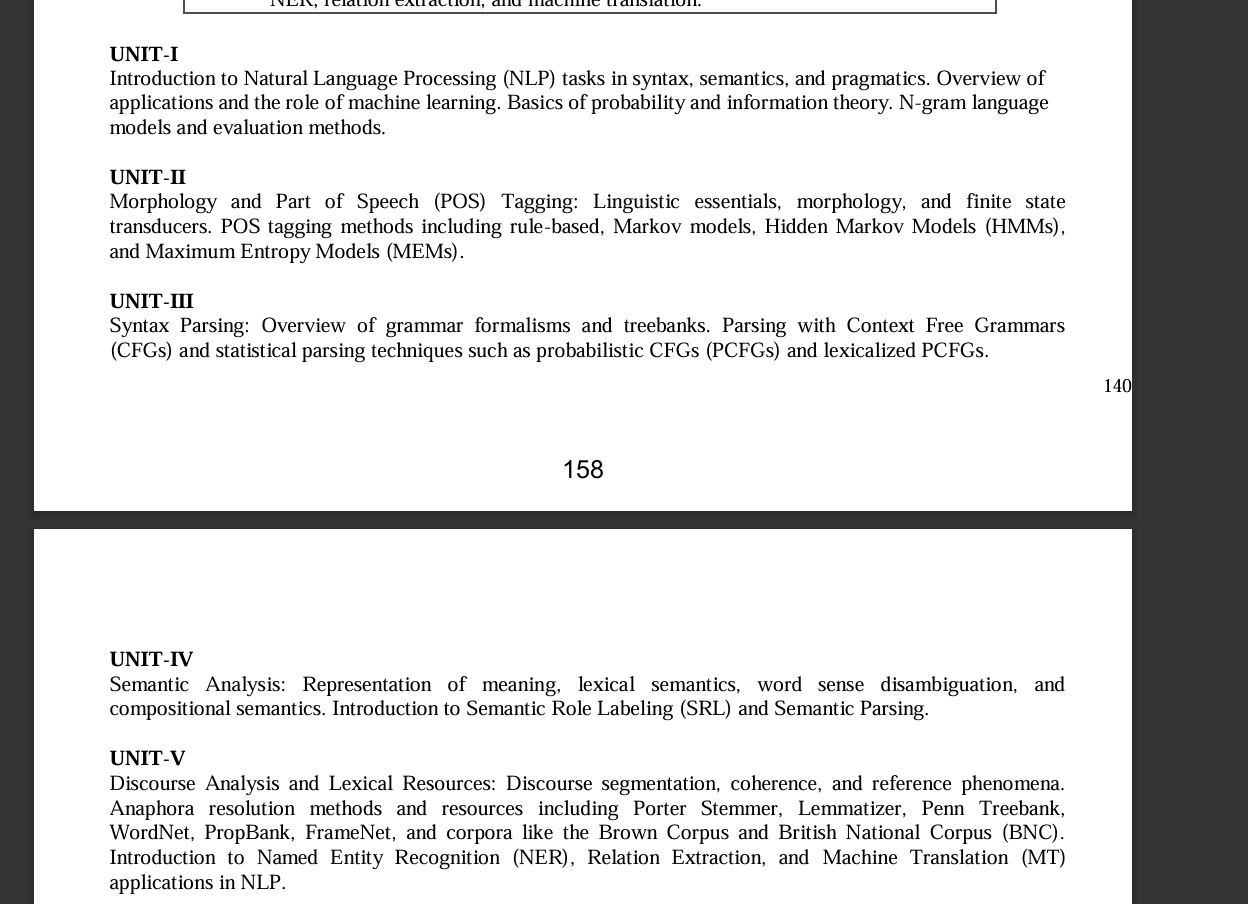 NER, relation extraction, and machine translation.
UNIT-I
Introduction to Natural Language Processing (NLP) tasks in syntax, semantics, and pragmatics. Overview of
applications and the role of machine learning. Basics of probability and information theory. N-gram language
models and evaluation methods.
UNIT-II
Morphology and Part of Speech (POS) Tagging: Linguistic essentials, morphology, and finite state
transducers. POS tagging methods including rule-based, Markov models, Hidden Markov Models (HMMs),
and Maximum Entropy Models (MEMs).
UNIT-III
Syntax Parsing: Overview of grammar formalisms and treebanks. Parsing with Context Free Grammars
(CFGs) and statistical parsing techniques such as probabilistic CFGs (PCFGs) and lexicalized PCFGs.
140
158
UNIT-IV
Semantic Analysis: Representation of meaning, lexical semantics, word sense disambiguation, and
compositional semantics. Introduction to Semantic Role Labeling (SRL) and Semantic Parsing.
UNIT-V
Discourse Analysis and Lexical Resources: Discourse segmentation, coherence, and reference phenomena.
Anaphora resolution methods and resources including Porter Stemmer, Lemmatizer, Penn Treebank,
WordNet, PropBank, FrameNet, and corpora like the Brown Corpus and British National Corpus (BNC).
Introduction to Named Entity Recognition (NER), Relation Extraction, and Machine Translation (MT)
applications in NLP.